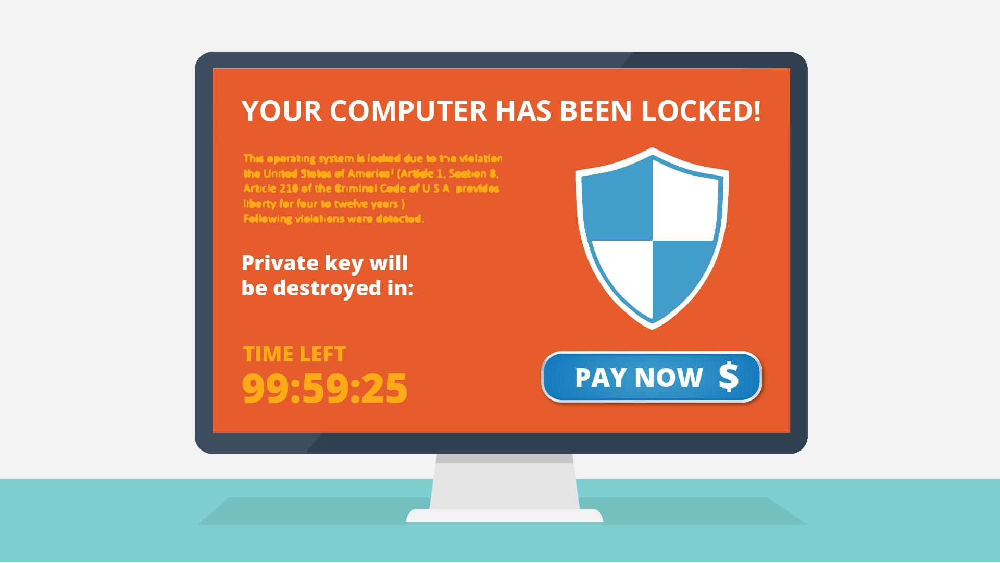 YOUR COMPUTER HAS BEEN LOCKED!
This operating system is locked due to the violation
the United States of America! (Article 1, Section 8,
Article 210 of the Criminal Code of U S A provides
liberty for four to twelve years )
Following violations were detected.
Private key will
be destroyed in:
TIME LEFT
99:59:25
PAY NOW $